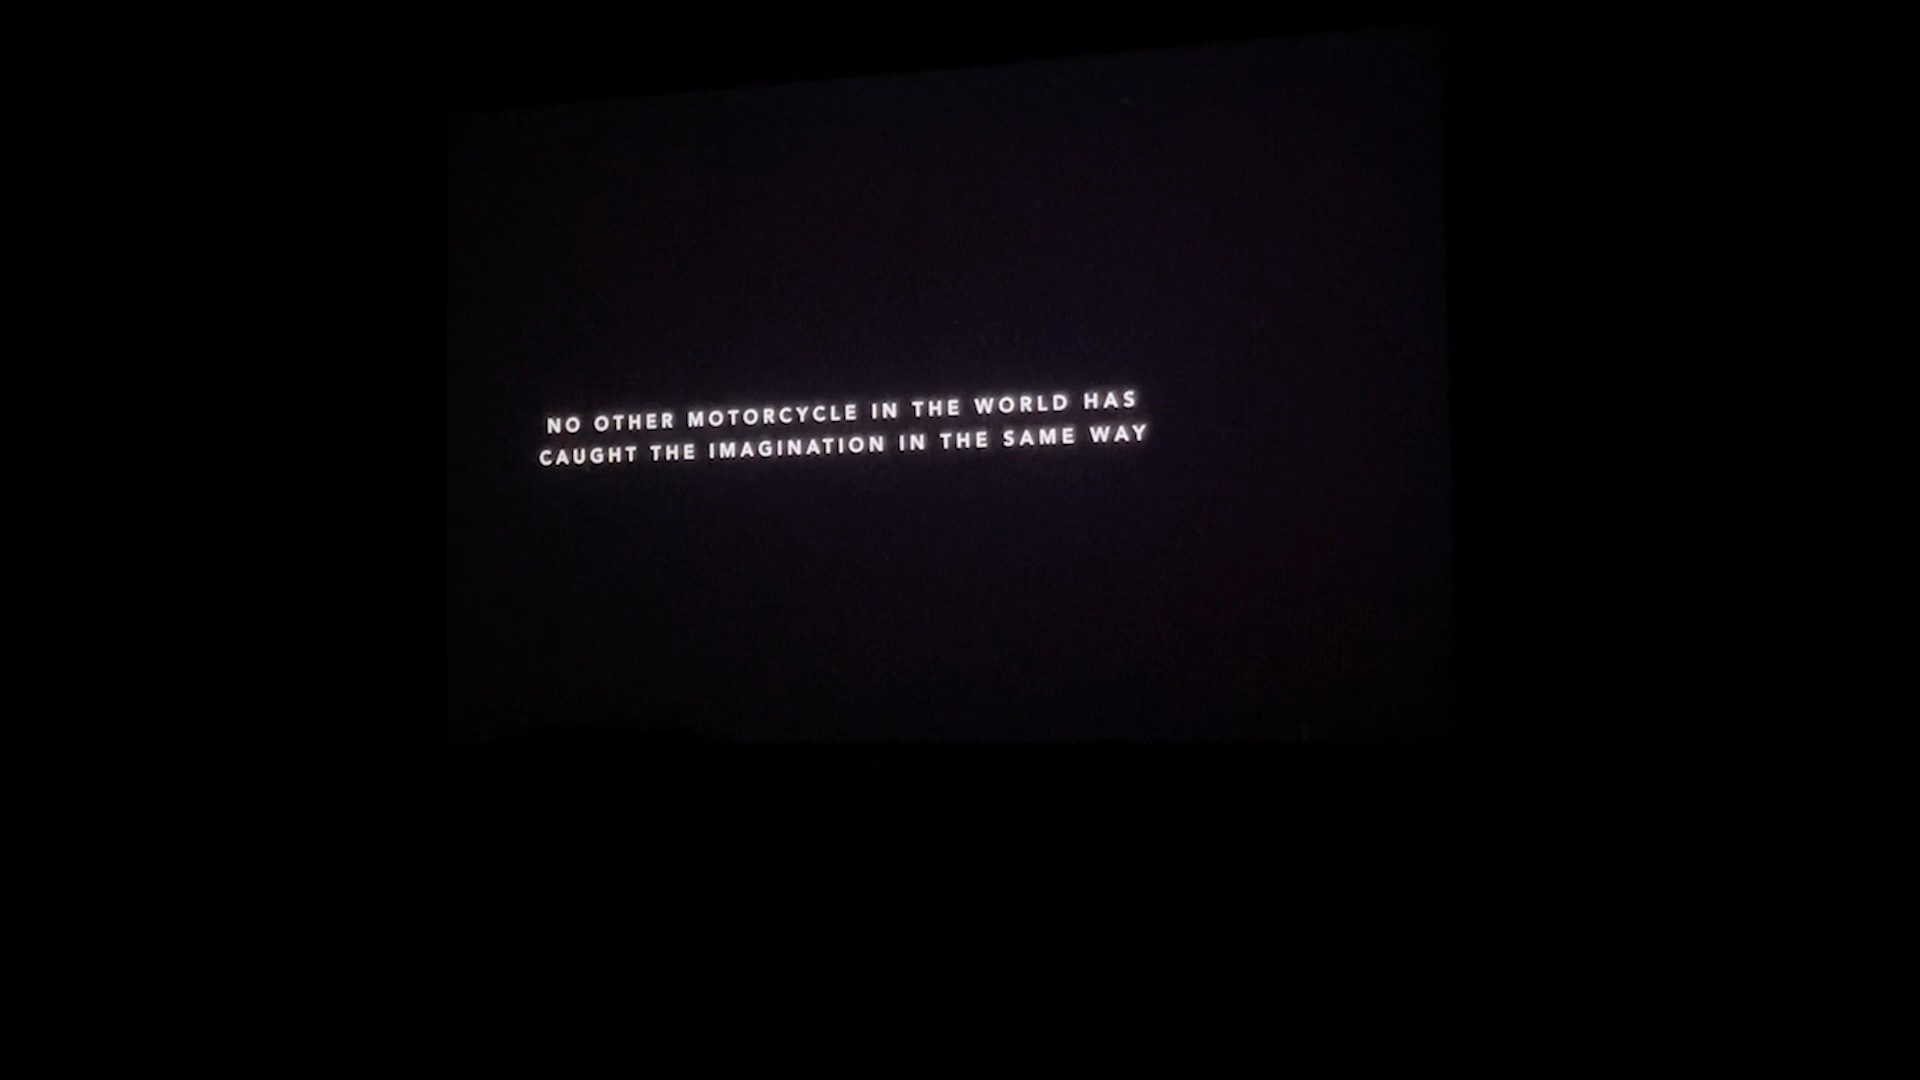 NO OTHER MOTORCYCLE IN THE WORLD HAS
CAUGHT THE IMAGINATION IN THE SAME WAY